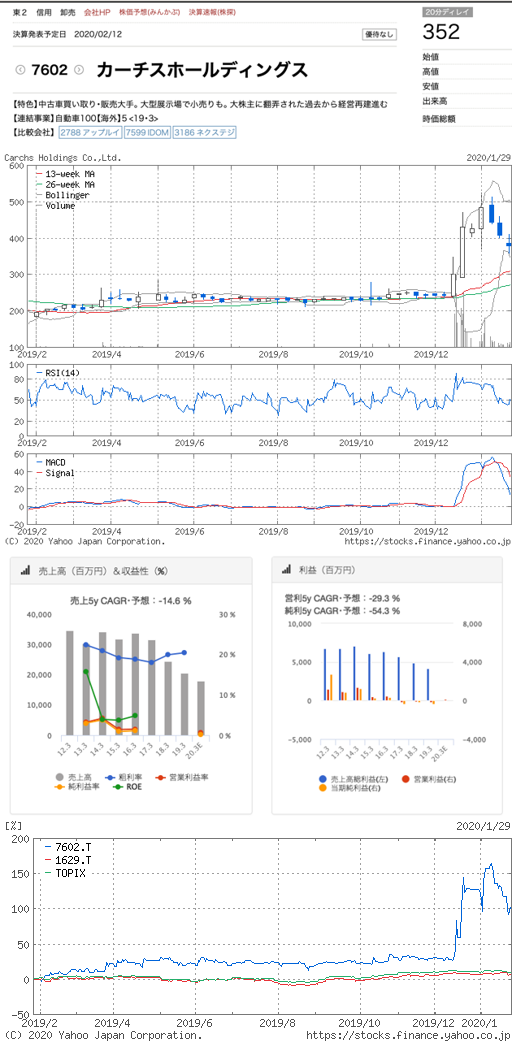 東2 信用 卸売 会社HP 株価予想(みんかぶ) 決算速報(株探)
20分ディレイ
決算発表予定日 2020/02/12
優待なし
352
7602 カーチスホールディングス
始値
高値
安値
出来高
時価総額
【特色】中古車買い取り・販売大手。大型展示場で小売りも。大株主に翻弄された過去から経営再建進む
【連結事業】自動車100【海外】5<19・3>
【比較会社】2788 アップルイ 7599 IDOM 3186 ネクステジ
Carchs Holdings Co.,Ltd. 2020/1/29
600
500
400
300
200
100
13-week MA
26-week MA
Bollinger
Volume
2019/2 2019/4 2019/6 2019/8 2019/10 2019/12
100
80
60
40
20
0
RSI(14)
2019/2 2019/4 2019/6 2019/8 2019/10 2019/12
60
40
20
0
-20
MACD
Signal
2019/2 2019/4 2019/6 2019/8 2019/10 2019/12
(C) 2020 Yahoo Japan Corporation. https://stocks.finance.yahoo.co.jp/
売上高（百万円）＆収益性（%）
売上5y CAGR・予想：-14.6 %
40,000
30,000
20,000
10,000
0
30 %
20 %
10 %
0 %
12.3 13.3 14.3 15.3 16.3 17.3 18.3 19.3 20.3E
売上高 粗利率 営業利益率
純利益率 ROE
利益（百万円）
営利5y CAGR・予想：-29.3 %
純利5y CAGR・予想：-54.3 %
10,000
5,000
0
−5,000
8,000
4,000
0
−4,000
12.3 13.3 14.3 15.3 16.3 17.3 18.3 19.3 20.3E
売上高総利益(左) 営業利益(右)
当期純利益(右)
[%] 2020/1/29
200
150
100
50
0
-50
7602.T
1629.T
TOPIX
2019/2 2019/4 2019/6 2019/8 2019/10 2019/12 2020/1
(C) 2020 Yahoo Japan Corporation. https://stocks.finance.yahoo.co.jp/